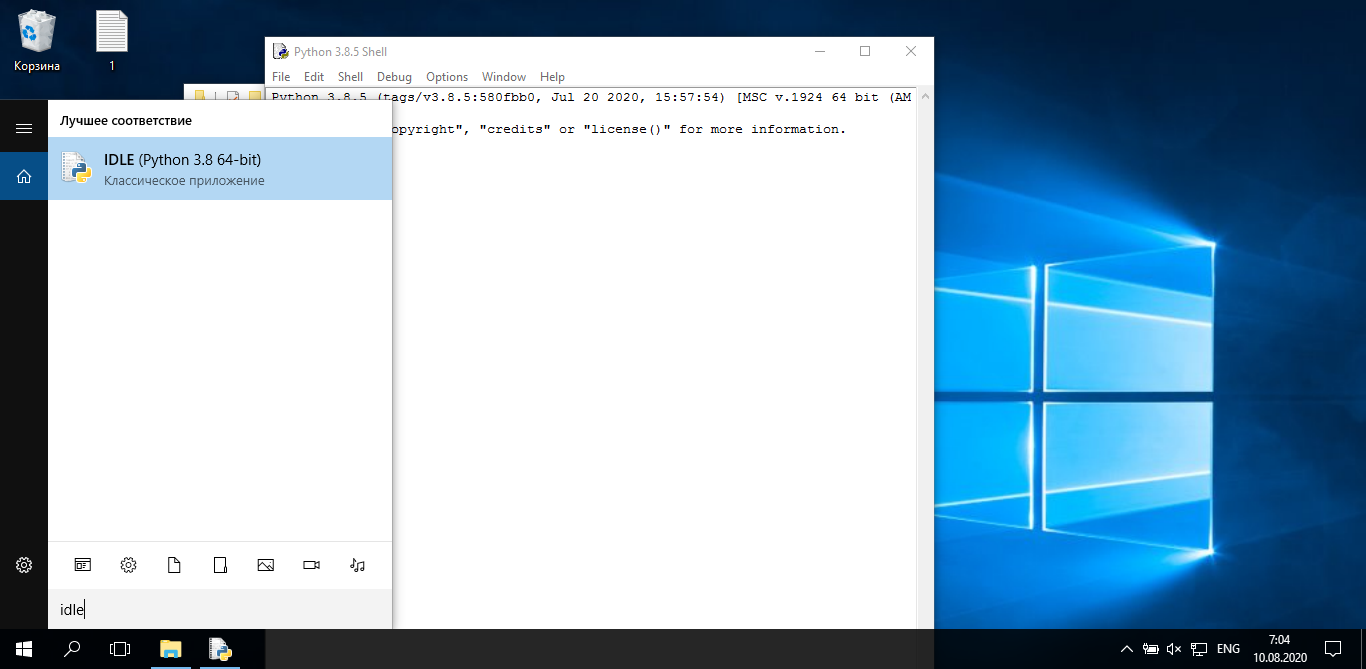 Корзина
1
Python 3.8.5 Shell
File Edit Shell Debug Options Window Help
Python 3.8.5 (tags/v3.8.5:580fbb0, Jul 20 2020, 15:57:54) [MSC v.1924 64 bit (AM
opyright", "credits" or "license()" for more information.
Лучшее соответствие
IDLE (Python 3.8 64-bit)
Классическое приложение
idle
ENG
7:04
10.08.2020